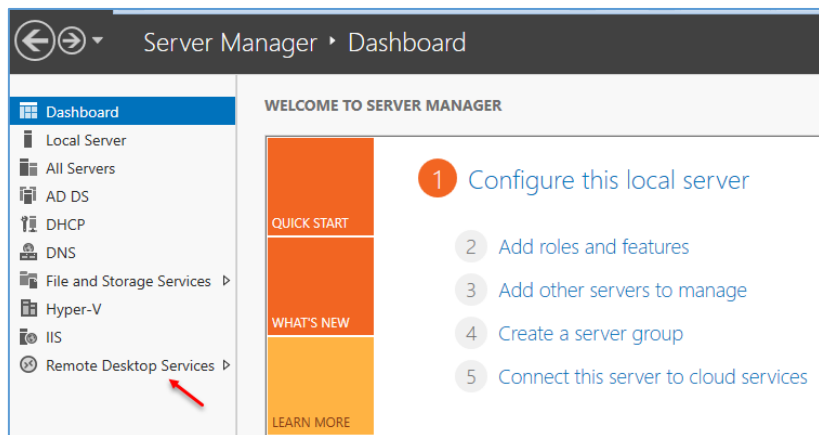 Server Manager ‣ Dashboard
Dashboard
Local Server
All Servers
AD DS
DHCP
DNS
File and Storage Services
Hyper-V
IIS
Remote Desktop Services
WELCOME TO SERVER MANAGER
QUICK START
WHAT'S NEW
LEARN MORE
1 Configure this local server
2 Add roles and features
3 Add other servers to manage
4 Create a server group
5 Connect this server to cloud services